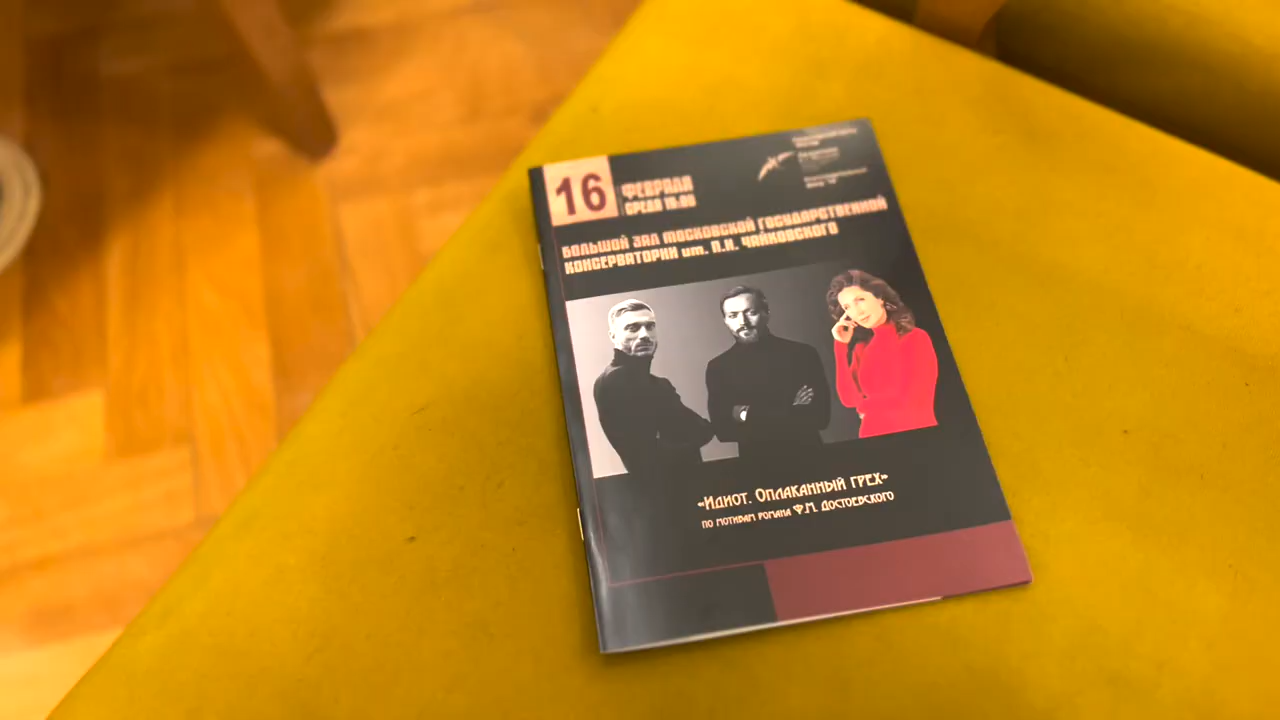 16
ФЕВРАЛЯ
СРЕДА 19:00
БОЛЬШОЙ ЗАЛ МОСКОВСКОЙ ГОСУДАРСТВЕННОЙ
КОНСЕРВАТОРИИ им. П.И. ЧАЙКОВСКОГО
«Идиот. Оплаканный грех»
по мотивам романа Ф.М. Достоевского